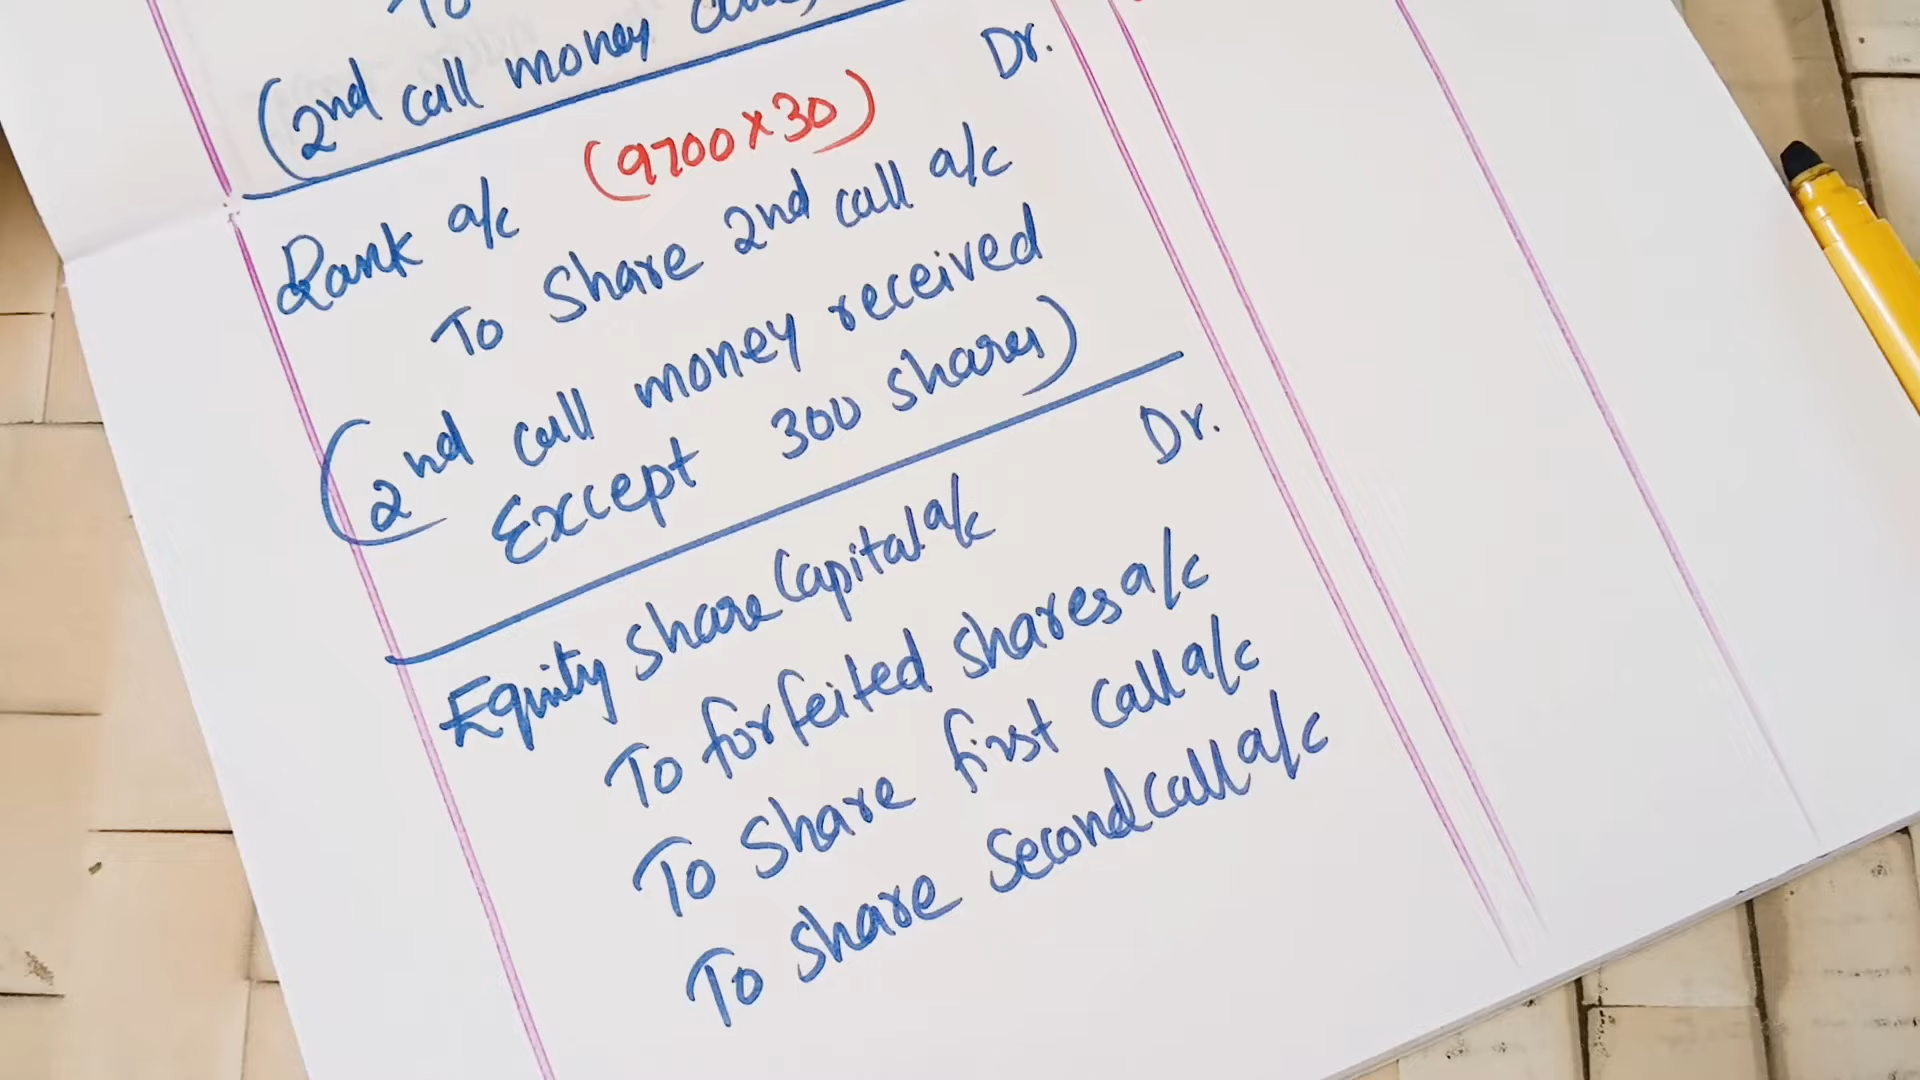 To
(2nd call money
Bank a/c (9700x30) Dr.
To Share 2nd call a/c
(2nd call money received
Except 300 shares)
Equity Share Capital a/c Dr.
To forfeited shares a/c
To Share first call a/c
To Share Second call a/c